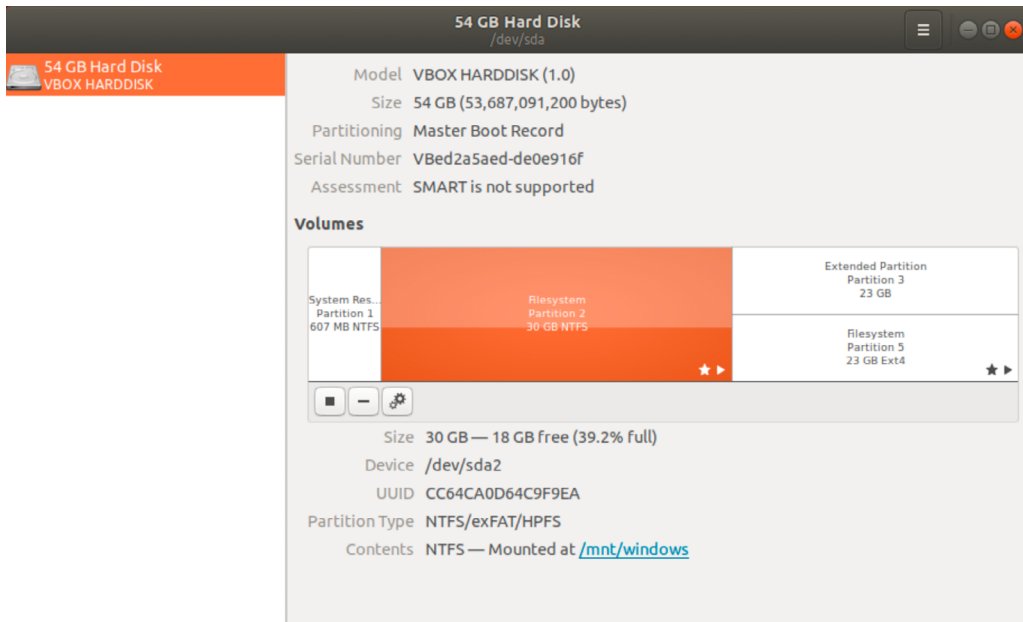 54 GB Hard Disk
/dev/sda
54 GB Hard Disk
VBOX HARDDISK
Model VBOX HARDDISK (1.0)
Size 54 GB (53,687,091,200 bytes)
Partitioning Master Boot Record
Serial Number VBed2a5aed-de0e916f
Assessment SMART is not supported
Volumes
System Res...
Partition 1
607 MB NTFS
Filesystem
Partition 2
30 GB NTFS
Extended Partition
Partition 3
23 GB
Filesystem
Partition 5
23 GB Ext4
Size 30 GB — 18 GB free (39.2% full)
Device /dev/sda2
UUID CC64CA0D64C9F9EA
Partition Type NTFS/exFAT/HPFS
Contents NTFS — Mounted at /mnt/windows